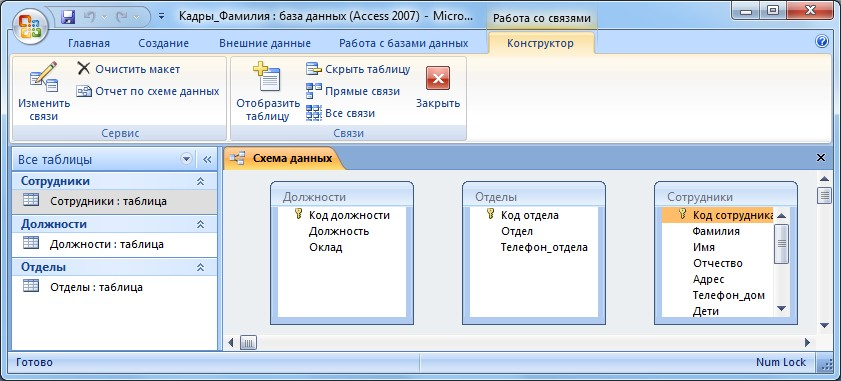 Кадры_Фамилия : база данных (Access 2007) - Micro...
Работа со связями
Главная
Создание
Внешние данные
Работа с базами данных
Конструктор
Изменить связи
Очистить макет
Отчет по схеме данных
Сервис
Отобразить таблицу
Скрыть таблицу
Прямые связи
Все связи
Закрыть
Связи
Все таблицы
Сотрудники
Сотрудники : таблица
Должности
Должности : таблица
Отделы
Отделы : таблица
Схема данных
Должности
Код должности
Должность
Оклад
Отделы
Код отдела
Отдел
Телефон_отдела
Сотрудники
Код сотрудника
Фамилия
Имя
Отчество
Адрес
Телефон_дом
Дети
Готово
Num Lock